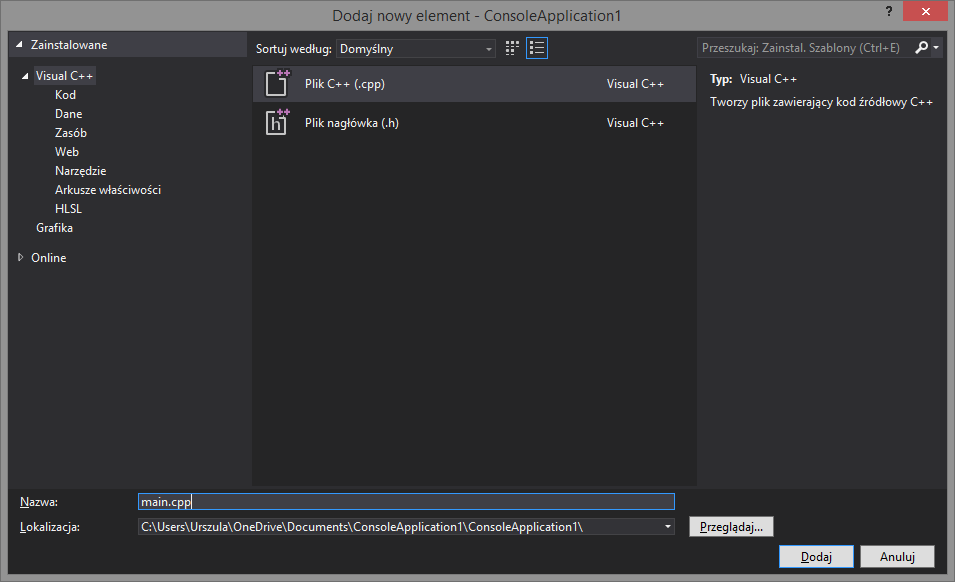 Dodaj nowy element - ConsoleApplication1
?
Zainstalowane
Sortuj według: Domyślny
Przeszukaj: Zainstal. Szablony (Ctrl+E)
Visual C++
Kod
Dane
Zasób
Web
Narzędzie
Arkusze właściwości
HLSL
Grafika
Online
Plik C++ (.cpp) Visual C++
h Plik nagłówka (.h) Visual C++
Typ: Visual C++
Tworzy plik zawierający kod źródłowy C++
Nazwa: main.cpp
Lokalizacja: C:\Users\Urszula\OneDrive\Documents\ConsoleApplication1\ConsoleApplication1\
Przeglądaj...
Dodaj Anuluj